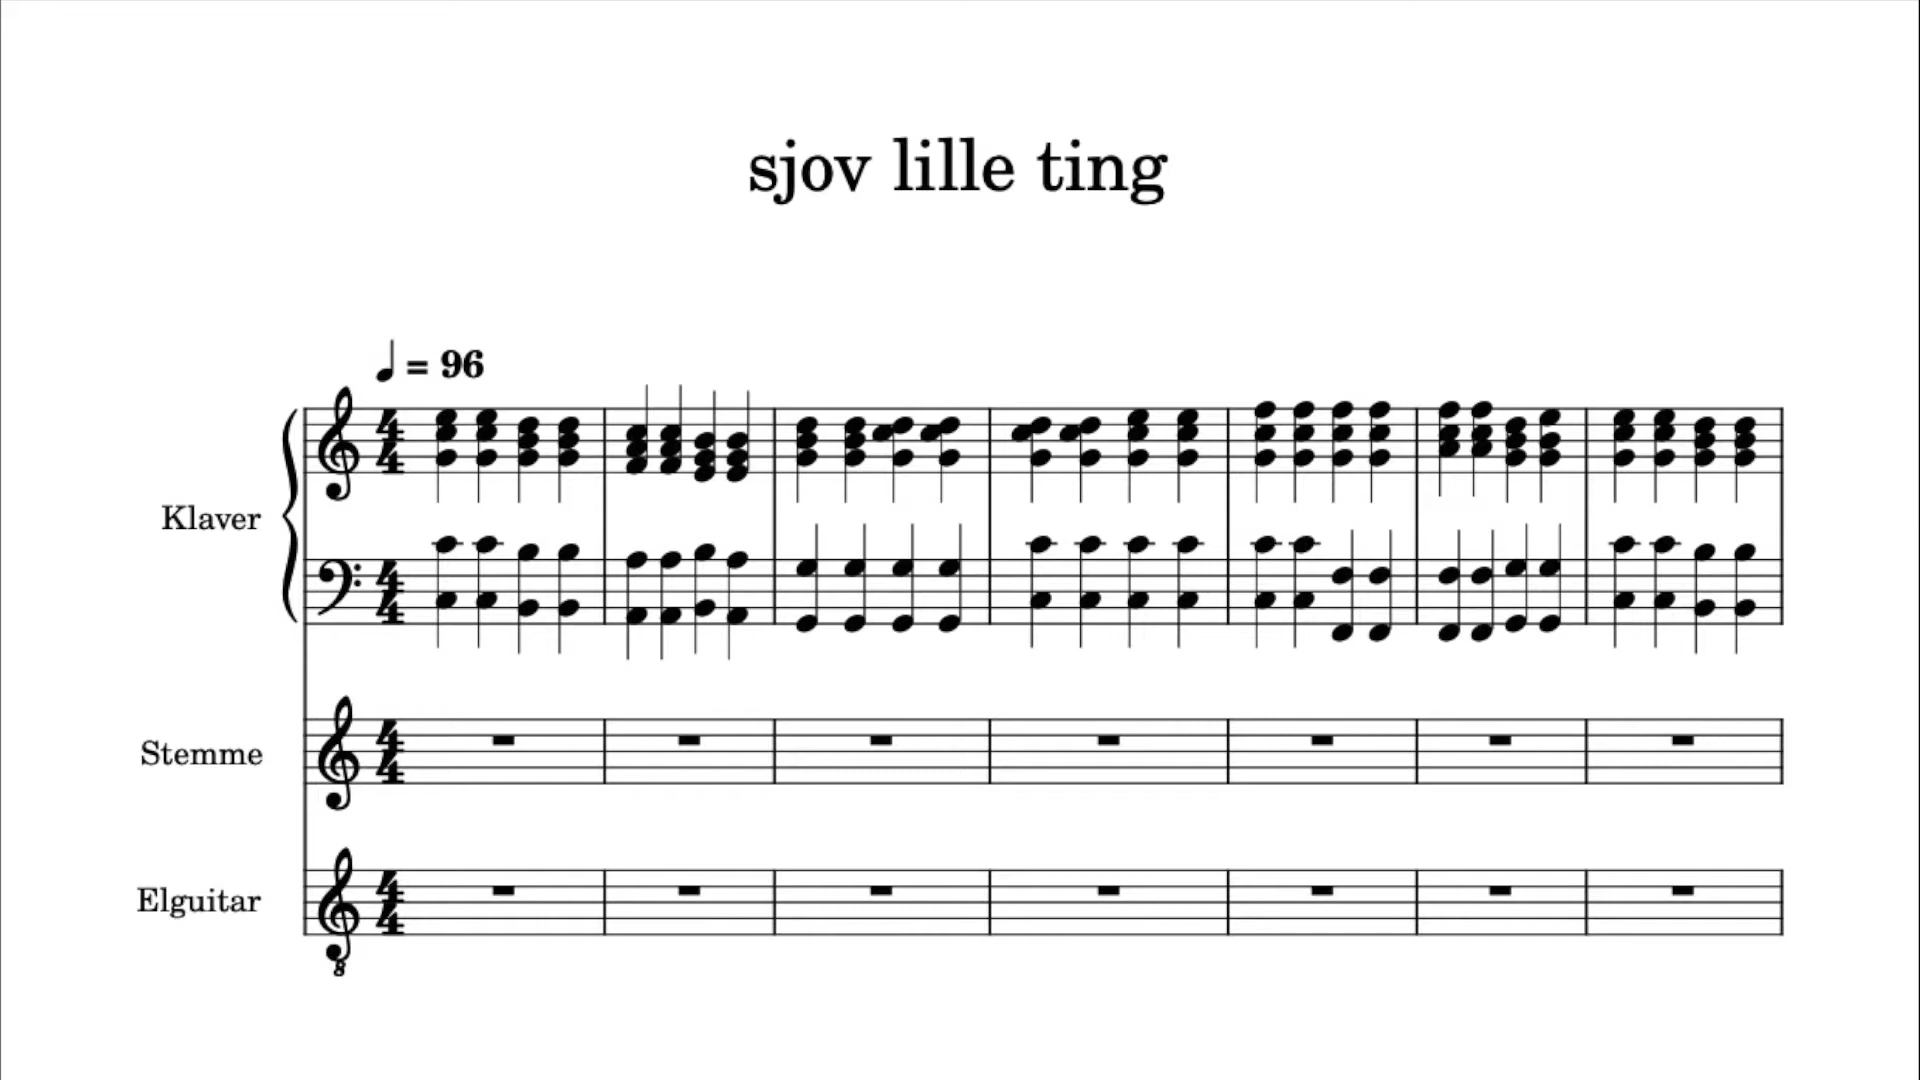 sjov lille ting
♩ = 96
Klaver
Stemme
Elguitar